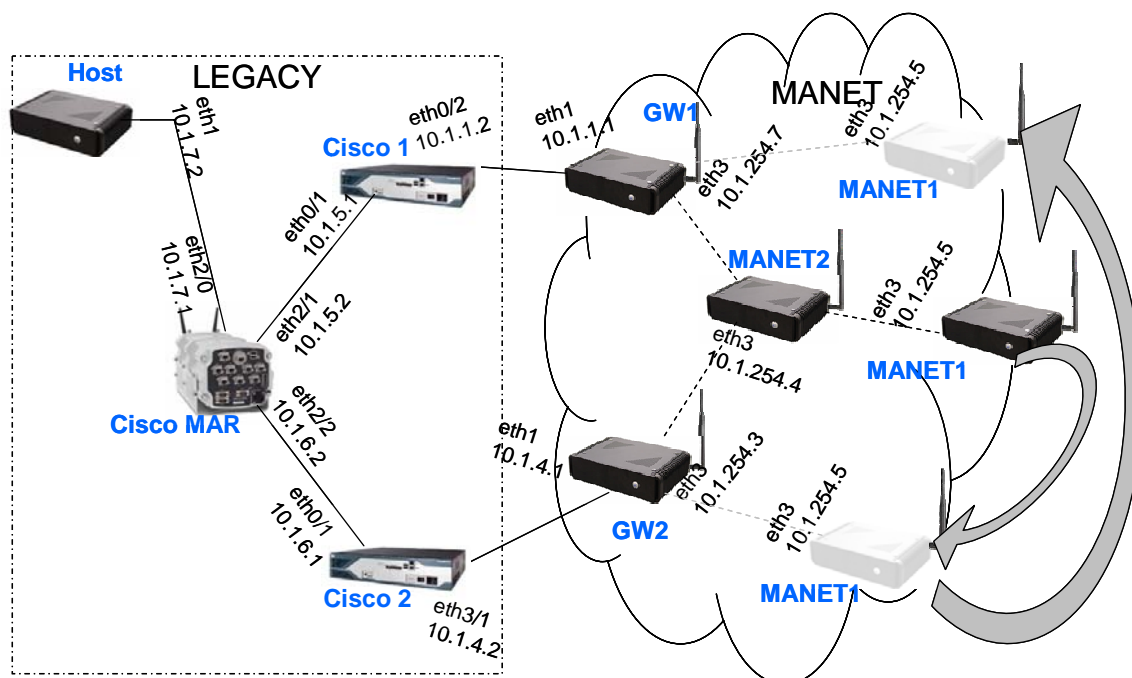 LEGACY
Host
eth1
10.1.7.2
eth2/0
10.1.7.1
Cisco 1
eth0/2
10.1.1.2
eth0/1
10.1.5.1
eth2/1
10.1.5.2
Cisco MAR
eth2/2
10.1.6.2
eth0/1
10.1.6.1
Cisco 2
eth3/1
10.1.4.2
MANET
eth1
10.1.1.1
GW1
eth3
10.1.254.7
eth3
10.1.254.5
MANET1
MANET2
eth3
10.1.254.4
eth3
10.1.254.5
MANET1
eth1
10.1.4.1
GW2
eth3
10.1.254.3
eth3
10.1.254.5
MANET1